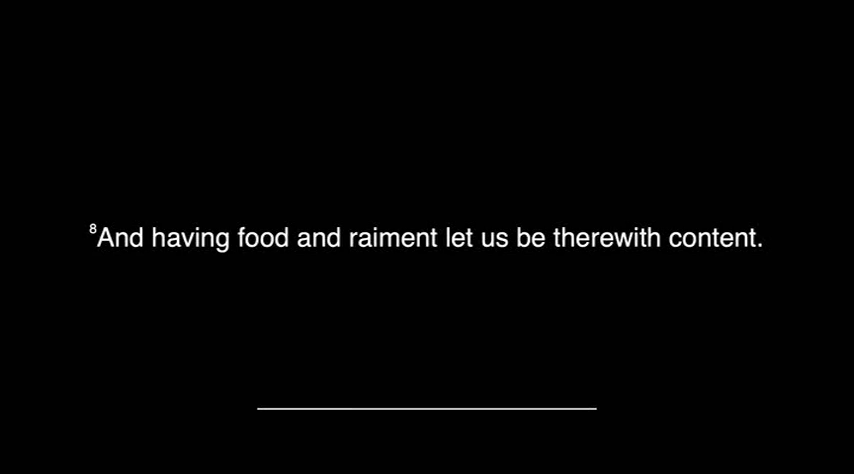 ⁸And having food and raiment let us be therewith content.